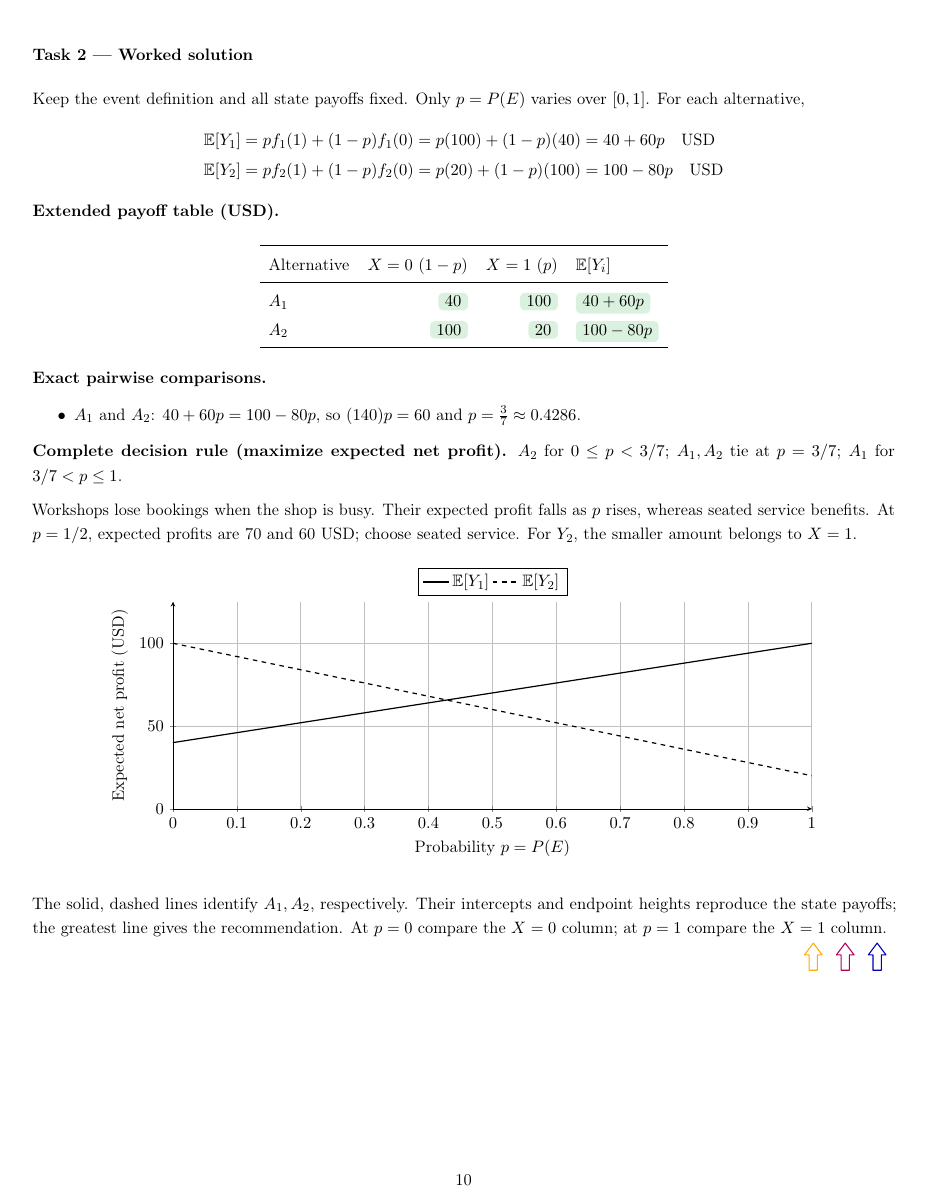 Task 2 — Worked solution
Keep the event definition and all state payoffs fixed. Only p = P(E) varies over [0, 1]. For each alternative,
𝔼[Y₁] = pf₁(1) + (1 − p)f₁(0) = p(100) + (1 − p)(40) = 40 + 60p USD
𝔼[Y₂] = pf₂(1) + (1 − p)f₂(0) = p(20) + (1 − p)(100) = 100 − 80p USD
Extended payoff table (USD).
Alternative X = 0 (1 − p) X = 1 (p) 𝔼[Yᵢ]
A₁ 40 100 40 + 60p
A₂ 100 20 100 − 80p
Exact pairwise comparisons.
• A₁ and A₂: 40 + 60p = 100 − 80p, so (140)p = 60 and p = 3/7 ≈ 0.4286.
Complete decision rule (maximize expected net profit). A₂ for 0 ≤ p < 3/7; A₁, A₂ tie at p = 3/7; A₁ for
3/7 < p ≤ 1.
Workshops lose bookings when the shop is busy. Their expected profit falls as p rises, whereas seated service benefits. At
p = 1/2, expected profits are 70 and 60 USD; choose seated service. For Y₂, the smaller amount belongs to X = 1.
𝔼[Y₁] 𝔼[Y₂]
Expected net profit (USD)
100
50
0
0 0.1 0.2 0.3 0.4 0.5 0.6 0.7 0.8 0.9 1
Probability p = P(E)
The solid, dashed lines identify A₁, A₂, respectively. Their intercepts and endpoint heights reproduce the state payoffs;
the greatest line gives the recommendation. At p = 0 compare the X = 0 column; at p = 1 compare the X = 1 column.
10